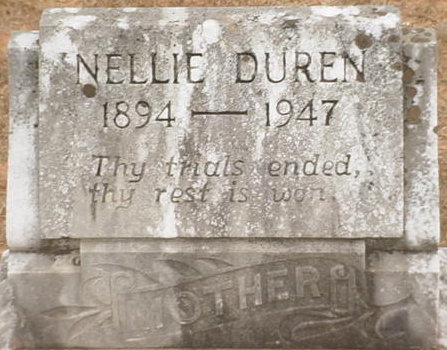 NELLIE DUREN
1894 — 1947
Thy trials ended,
thy rest is won.
MOTHER